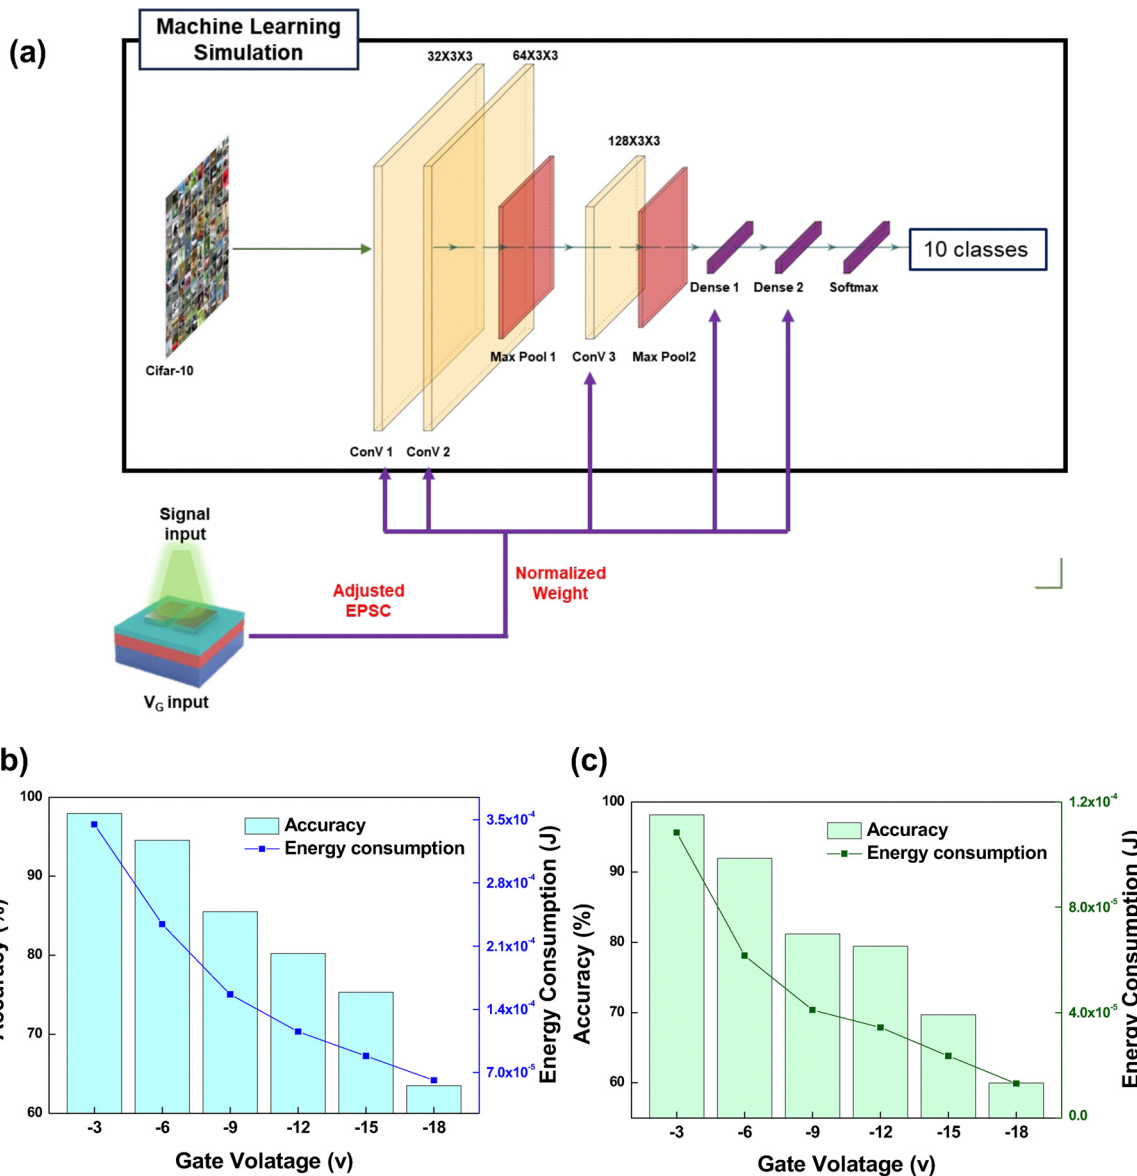 (a)
Machine Learning
Simulation
32X3X3
64X3X3
128X3X3
10 classes
Dense 1
Dense 2
Softmax
Max Pool 1
ConV 3
Max Pool2
Cifar-10
ConV 1
ConV 2
Signal
input
Adjusted
EPSC
Normalized
Weight
V_G input
b)
100
90
80
70
60
Accuracy (%)
Accuracy
Energy consumption
3.5x10⁻⁴
2.8x10⁻⁴
2.1x10⁻⁴
1.4x10⁻⁴
7.0x10⁻⁵
Energy Consumption (J)
-3
-6
-9
-12
-15
-18
Gate Volatage (v)
(c)
100
90
80
70
60
Accuracy (%)
Accuracy
Energy consumption
1.2x10⁻⁴
8.0x10⁻⁵
4.0x10⁻⁵
0.0
Energy Consumption (J)
-3
-6
-9
-12
-15
-18
Gate Volatage (v)